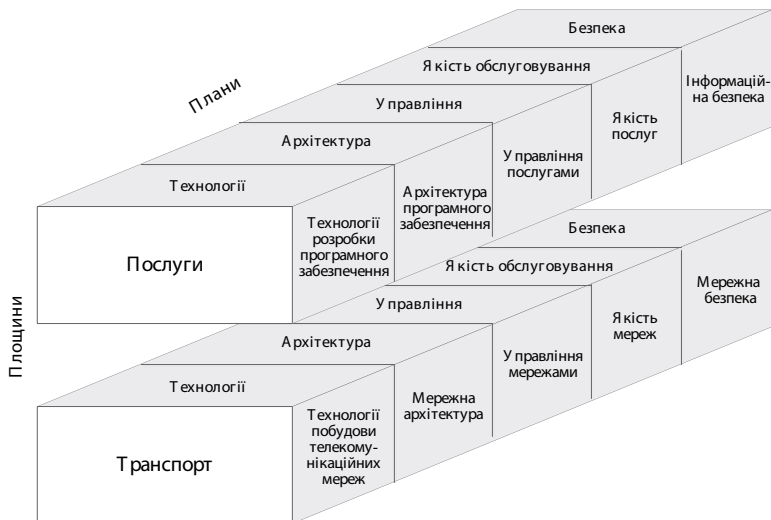 Безпека
Якість обслуговування
Інформацій-
на безпека
Плани
Управління
Якість
послуг
Архітектура
Управління
послугами
Технології
Архітектура
програмного
забезпечення
Технології
розробки
програмного
забезпечення
Послуги
Безпека
Якість обслуговування
Мережна
безпека
Управління
Якість
мереж
Площини
Архітектура
Управління
мережами
Технології
Мережна
архітектура
Технології
побудови
телекому-
нікаційних
мереж
Транспорт